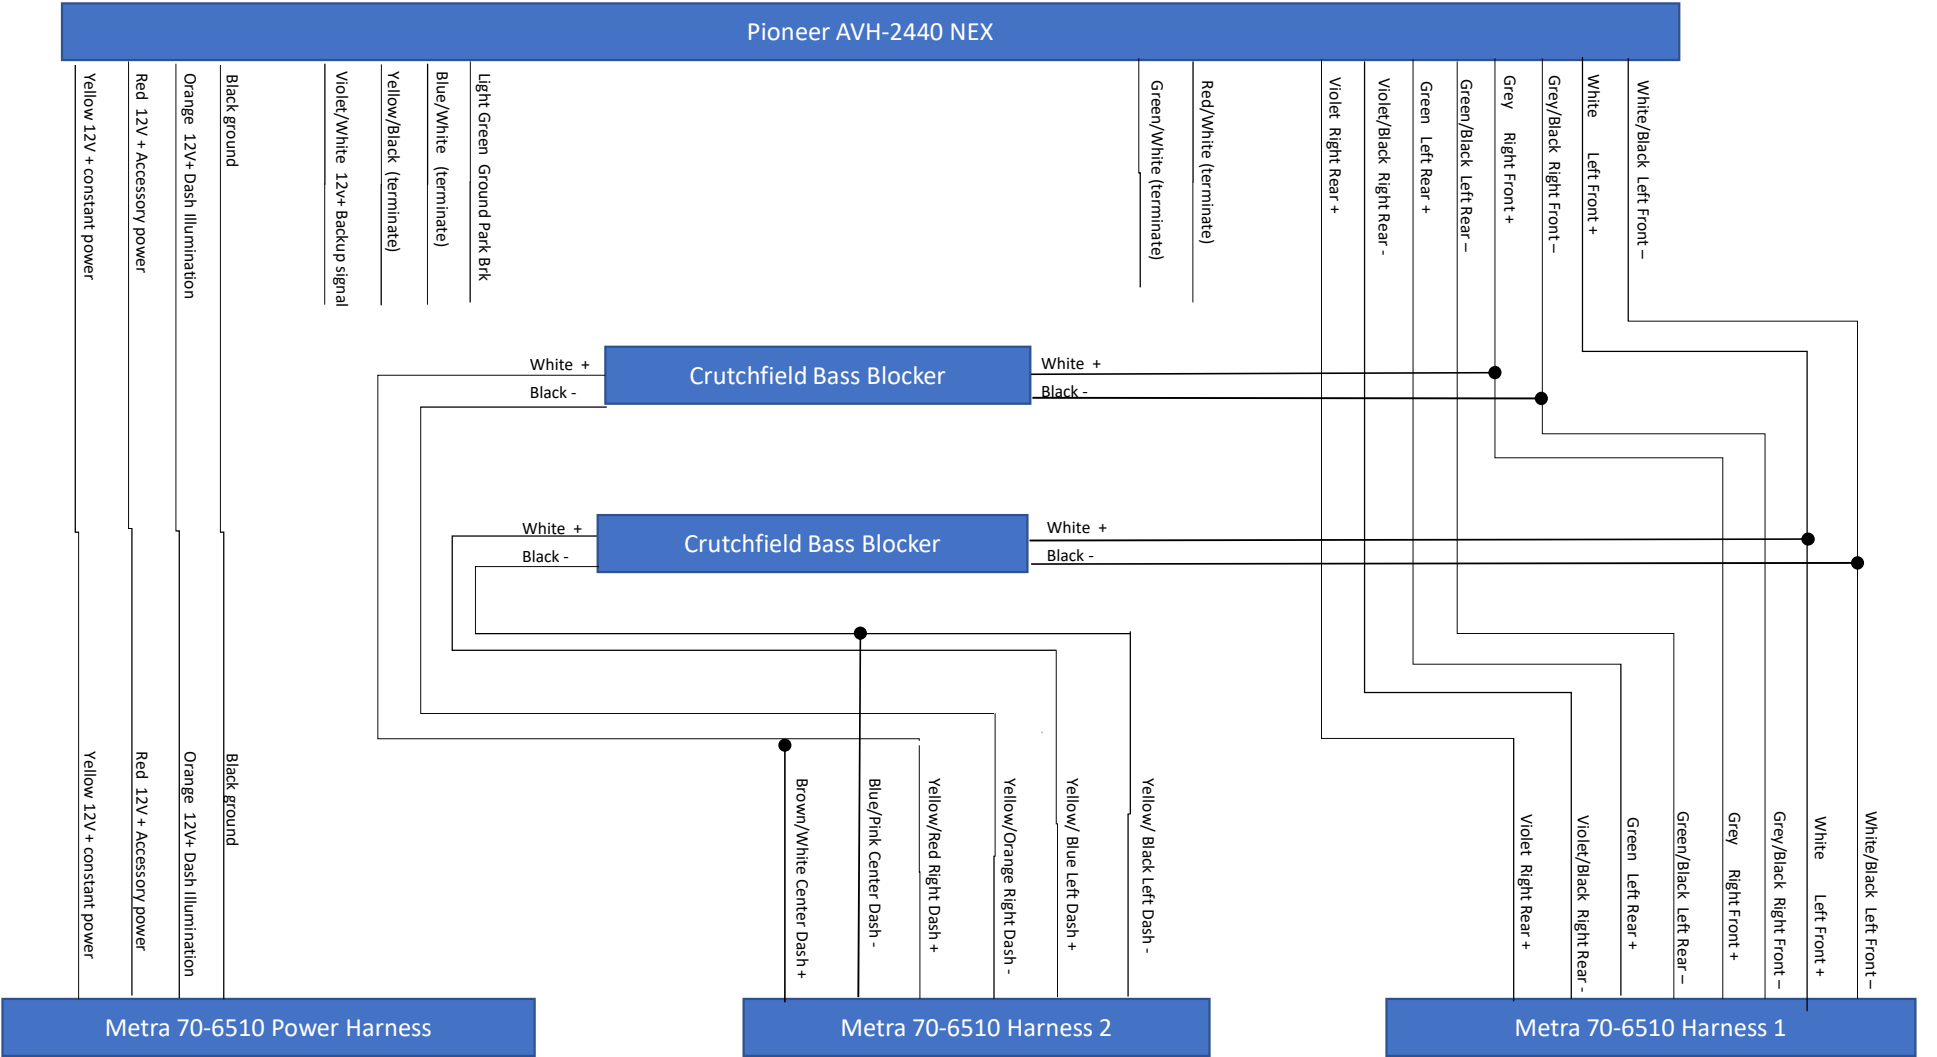 Pioneer AVH-2440 NEX
Yellow 12V + constant power
Red 12V + Accessory power
Orange 12V+ Dash Illumination
Black ground
Violet/White 12v+ Backup signal
Yellow/Black (terminate)
Blue/White (terminate)
Light Green Ground Park Brk
Green/White (terminate)
Red/White (terminate)
Violet Right Rear +
Violet/Black Right Rear -
Green Left Rear +
Green/Black Left Rear –
Grey Right Front +
Grey/Black Right Front –
White Left Front +
White/Black Left Front –
White +
Black -
Crutchfield Bass Blocker
White +
Black -
White +
Black -
Crutchfield Bass Blocker
White +
Black -
Yellow 12V + constant power
Red 12V + Accessory power
Orange 12V+ Dash Illumination
Black ground
Brown/White Center Dash +
Blue/Pink Center Dash -
Yellow/Red Right Dash +
Yellow/Orange Right Dash -
Yellow/ Blue Left Dash +
Yellow/ Black Left Dash -
Violet Right Rear +
Violet/Black Right Rear -
Green Left Rear +
Green/Black Left Rear –
Grey Right Front +
Grey/Black Right Front –
White Left Front +
White/Black Left Front –
Metra 70-6510 Power Harness
Metra 70-6510 Harness 2
Metra 70-6510 Harness 1